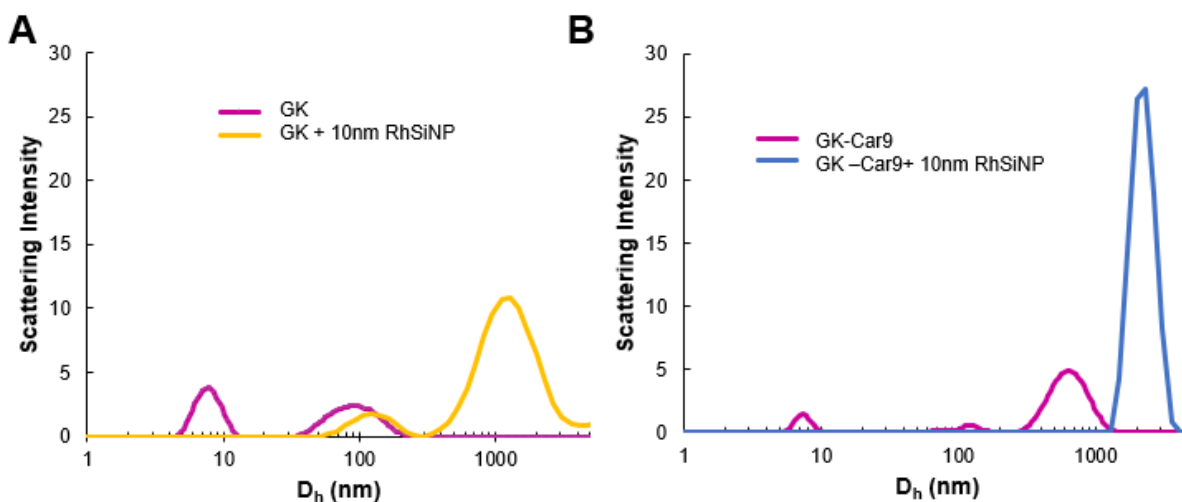 A
30
25
20
15
10
5
0
Scattering Intensity
GK
GK + 10nm RhSiNP
1
10
100
1000
Dₕ (nm)
B
30
25
20
15
10
5
0
Scattering Intensity
GK-Car9
GK –Car9+ 10nm RhSiNP
1
10
100
1000
Dₕ (nm)